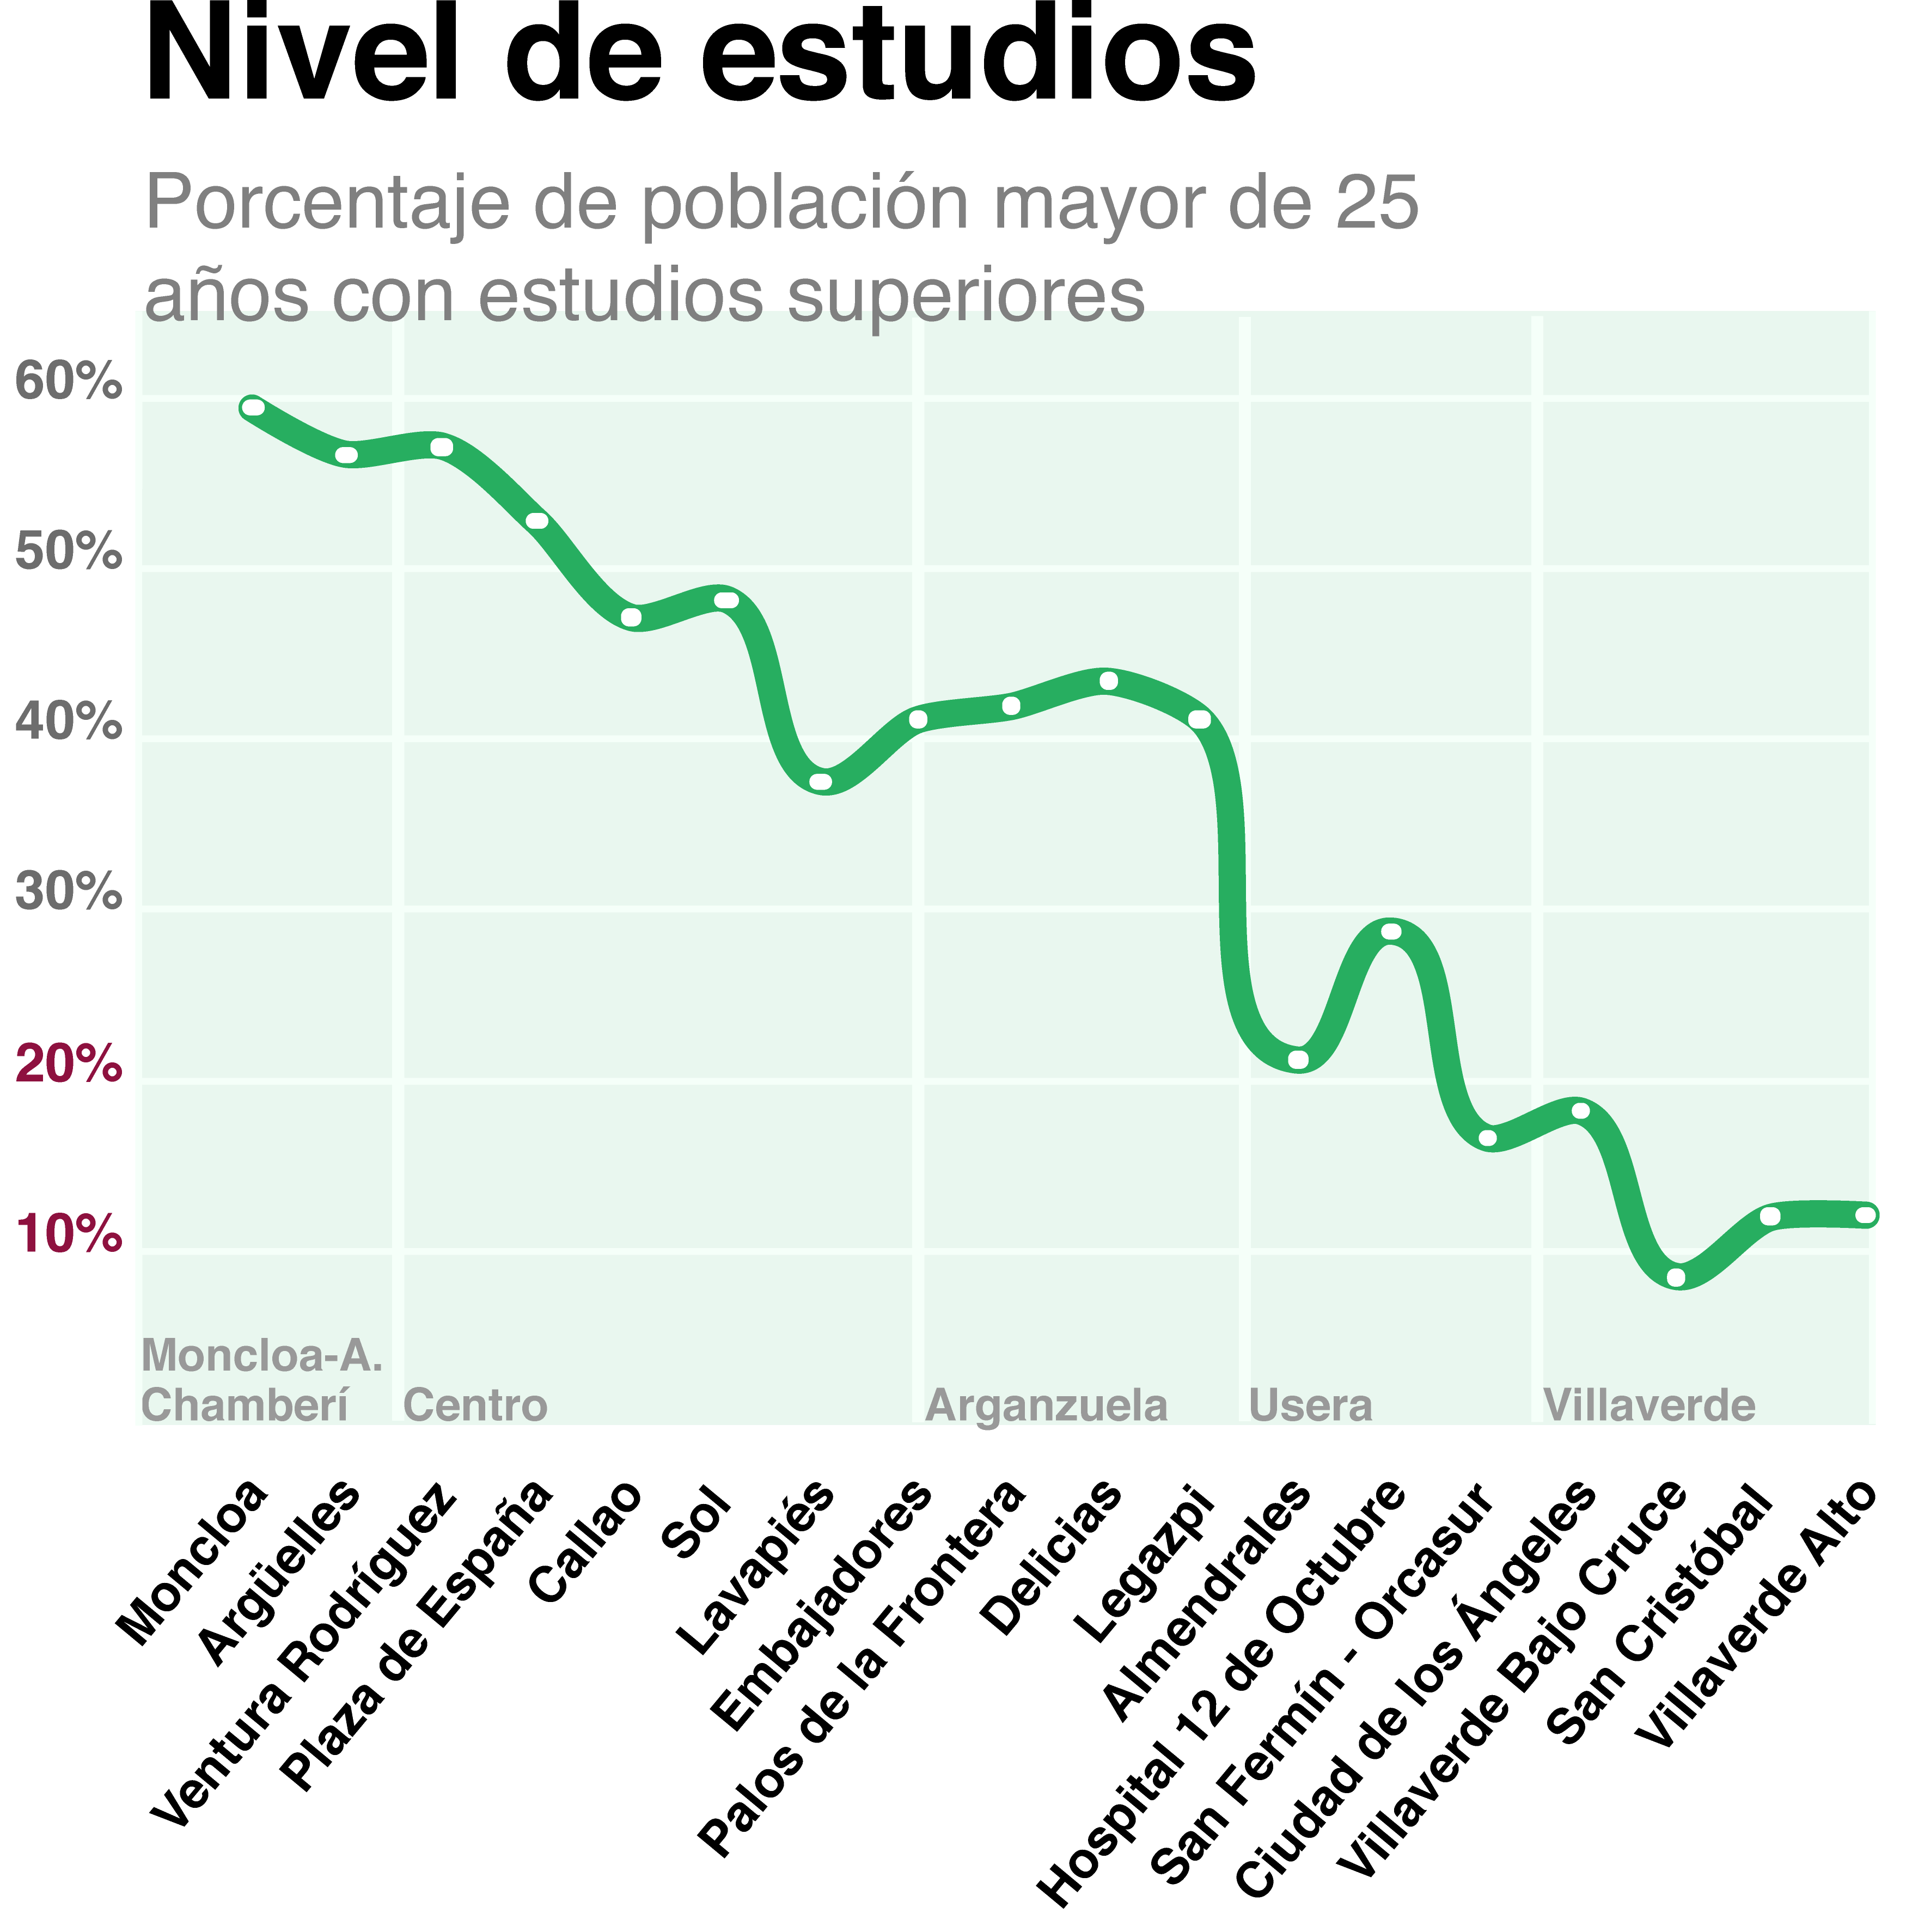 Nivel de estudios
Porcentaje de población mayor de 25
años con estudios superiores
60%
50%
40%
30%
20%
10%
Moncloa-A.
Chamberí
Centro
Arganzuela
Usera
Villaverde
Moncloa
Argüelles
Ventura Rodríguez
Plaza de España
Callao
Sol
Lavapiés
Embajadores
Palos de la Frontera
Delicias
Legazpi
Almendrales
Hospital 12 de Octubre
San Fermín - Orcasur
Ciudad de los Ángeles
Villaverde Bajo Cruce
San Cristóbal
Villaverde Alto